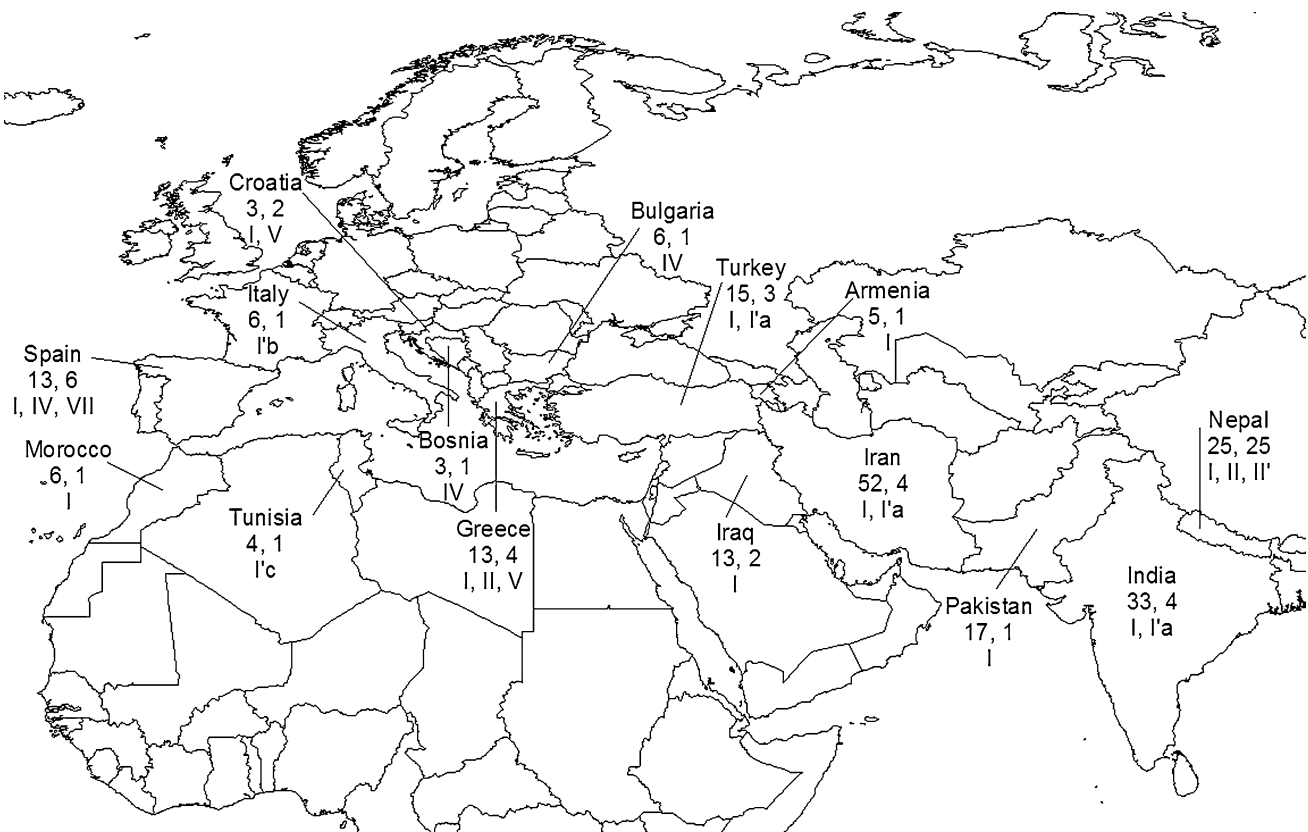 Croatia
3, 2
I, V
Bulgaria
6, 1
IV
Turkey
15, 3
I, I'a
Armenia
5, 1
I
Italy
6, 1
I'b
Spain
13, 6
I, IV, VII
Morocco
6, 1
I
Bosnia
3, 1
IV
Tunisia
4, 1
I'c
Greece
13, 4
I, II, V
Iraq
13, 2
I
Iran
52, 4
I, I'a
Nepal
25, 25
I, II, II'
Pakistan
17, 1
I
India
33, 4
I, I'a